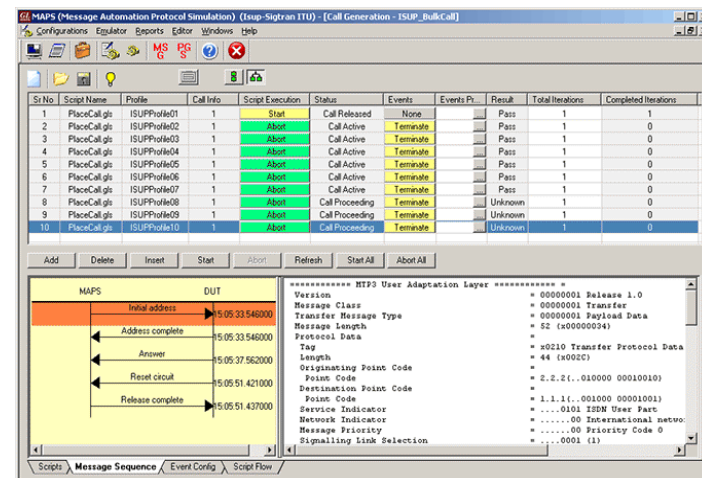 MAPS (Message Automation Protocol Simulation) (Isup-Sigtran ITU) - [Call Generation - ISUP_BulkCall]
Configurations Emulator Reports Editor Windows Help
MS G PG S
Sr No Script Name Profile Call Info Script Execution Status Events Events Pr... Result Total Iterations Completed Iterations
1 PlaceCall.gls ISUPProfile01 1 Start Call Released None ... Pass 1 1
2 PlaceCall.gls ISUPProfile02 1 Abort Call Active Terminate ... Pass 1 0
3 PlaceCall.gls ISUPProfile03 1 Abort Call Active Terminate ... Pass 1 0
4 PlaceCall.gls ISUPProfile04 1 Abort Call Active Terminate ... Pass 1 0
5 PlaceCall.gls ISUPProfile05 1 Abort Call Active Terminate ... Pass 1 0
6 PlaceCall.gls ISUPProfile06 1 Abort Call Active Terminate ... Pass 1 0
7 PlaceCall.gls ISUPProfile07 1 Abort Call Active Terminate ... Pass 1 0
8 PlaceCall.gls ISUPProfile08 1 Abort Call Proceeding Terminate ... Unknown 1 0
9 PlaceCall.gls ISUPProfile09 1 Abort Call Proceeding Terminate ... Unknown 1 0
10 PlaceCall.gls ISUPProfile10 1 Abort Call Proceeding Terminate ... Unknown 1 0
Add Delete Insert Start Abort Refresh Start All Abort All
MAPS DUT
Initial address 15:05:33.546000
Address complete 15:05:33.546000
Answer 15:05:37.562000
Reset circuit 15:05:51.421000
Release complete 15:05:51.437000
============ MTP3 User Adaptation Layer ============ =
Version = 00000001 Release 1.0
Message Class = 00000001 Transfer
Transfer Message Type = 00000001 Payload Data
Message Length = 52 (x00000034)
Protocol Data =
Tag = x0210 Transfer Protocol Data
Length = 44 (x002C)
Originating Point Code =
Point Code = 2.2.2(..010000 00010010)
Destination Point Code =
Point Code = 1.1.1(..001000 00001001)
Service Indicator = ....0101 ISDN User Part
Network Indicator = ......00 International netwo
Message Priority = ......00 Priority Code 0
Signalling Link Selection = ....0001 (1)
Scripts Message Sequence Event Config Script Flow